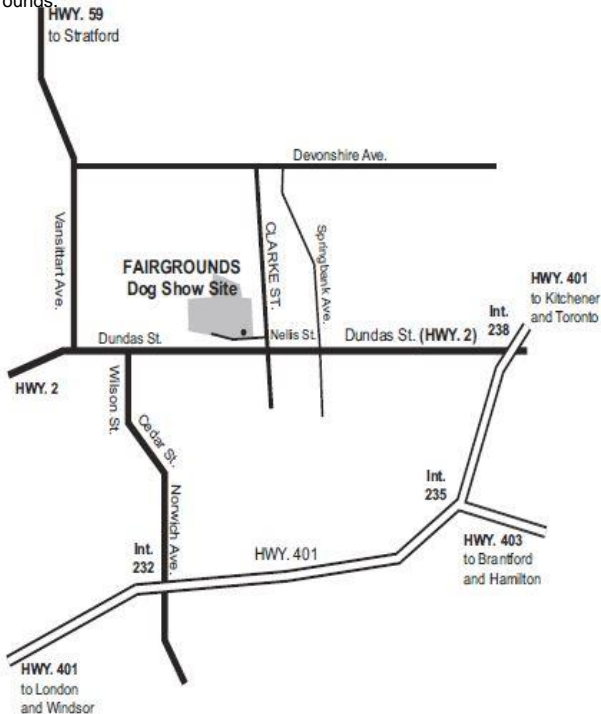 ounds.
HWY. 59
to Stratford
Devonshire Ave.
Vansittart Ave.
CLARKE ST.
Springbank Ave.
FAIRGROUNDS
Dog Show Site
HWY. 401
to Kitchener
and Toronto
Int.
238
Nellis St.
Dundas St.
Dundas St. (HWY. 2)
HWY. 2
Wilson St.
Cedar St.
Norwich Ave.
Int.
235
HWY. 403
to Brantford
and Hamilton
Int.
232
HWY. 401
HWY. 401
to London
and Windsor